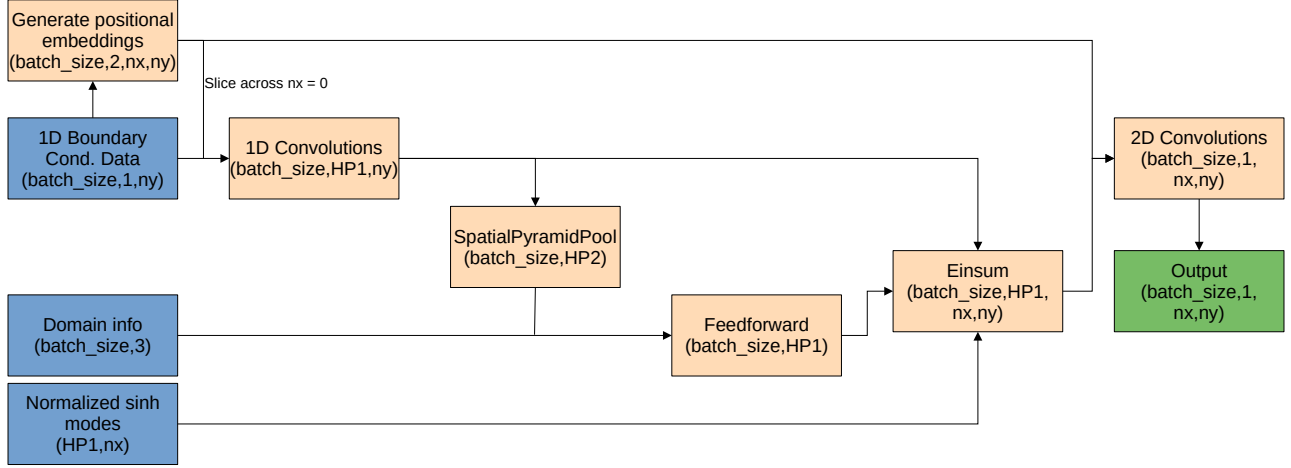 Generate positional
embeddings
(batch_size,2,nx,ny)
Slice across nx = 0
1D Boundary
Cond. Data
(batch_size,1,ny)
1D Convolutions
(batch_size,HP1,ny)
2D Convolutions
(batch_size,1,
nx,ny)
SpatialPyramidPool
(batch_size,HP2)
Einsum
(batch_size,HP1,
nx,ny)
Output
(batch_size,1,
nx,ny)
Domain info
(batch_size,3)
Feedforward
(batch_size,HP1)
Normalized sinh
modes
(HP1,nx)